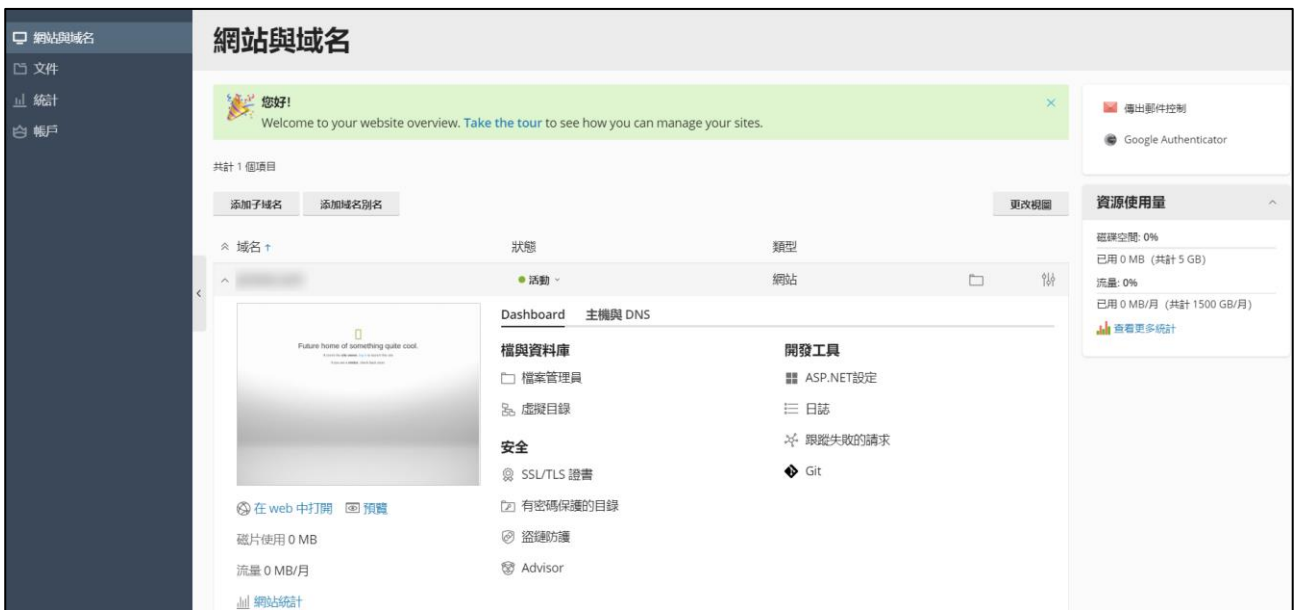 網站與域名
文件
統計
帳戶
網站與域名
您好!
Welcome to your website overview. Take the tour to see how you can manage your sites.
共計 1 個項目
添加子域名 添加域名別名 更改視圖
域名 狀態 類型
活動 網站
Future home of something quite cool.
Dashboard 主機與 DNS
檔與資料庫
檔案管理員
虛擬目錄
安全
SSL/TLS 證書
有密碼保護的目錄
盜鏈防護
Advisor
開發工具
ASP.NET設定
日誌
跟蹤失敗的請求
Git
在 web 中打開 預覽
磁片使用 0 MB
流量 0 MB/月
網站統計
傳出郵件控制
Google Authenticator
資源使用量
磁碟空間: 0%
已用 0 MB (共計 5 GB)
流量: 0%
已用 0 MB/月 (共計 1500 GB/月)
查看更多統計